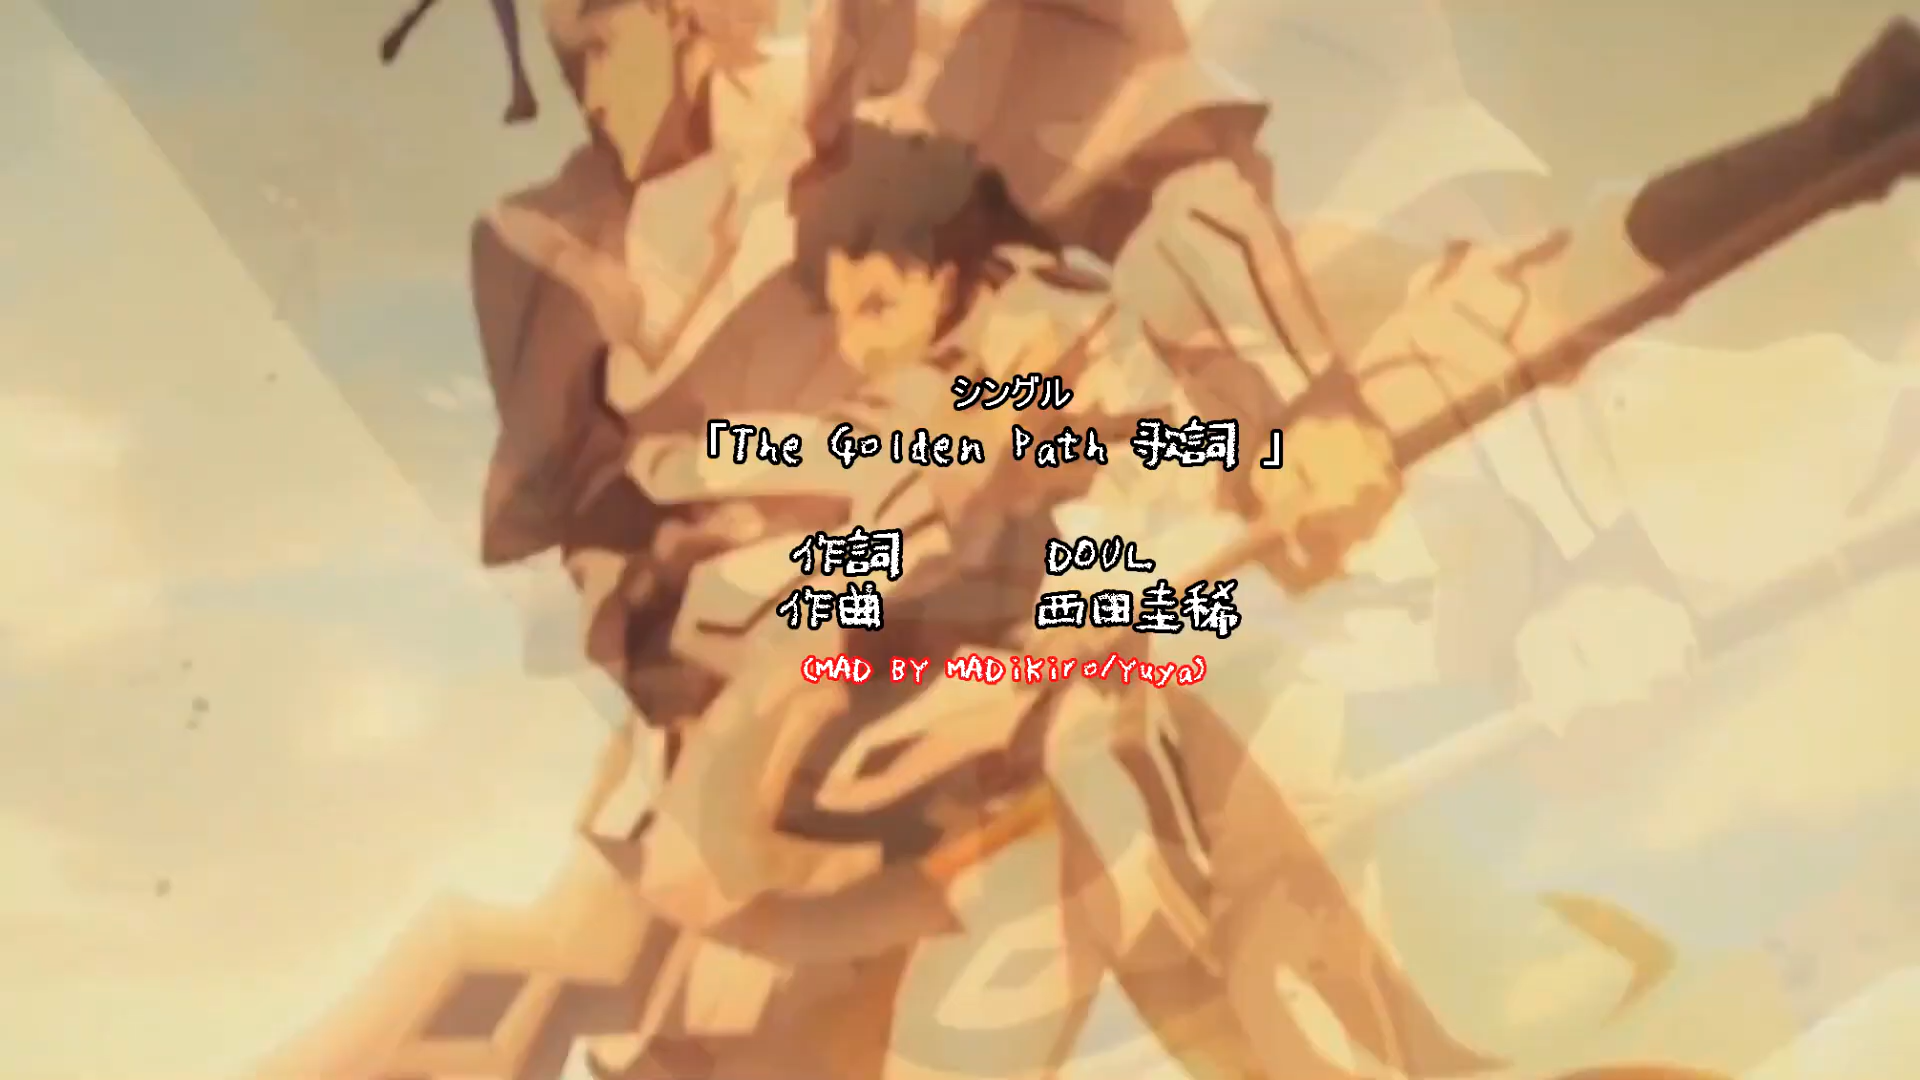 シングル
「The Golden Path 歌詞 」
作詞 DOUL
作曲 西田圭稀
(MAD BY MADiKiro/Yuya)